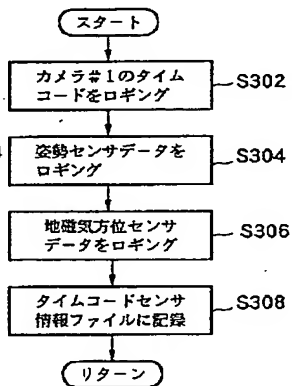 スタート
カメラ#1のタイム
コードをロギング
S302
姿勢センサデータを
ロギング
S304
地磁気方位センサ
データをロギング
S306
タイムコードセンサ
情報ファイルに記録
S308
リターン